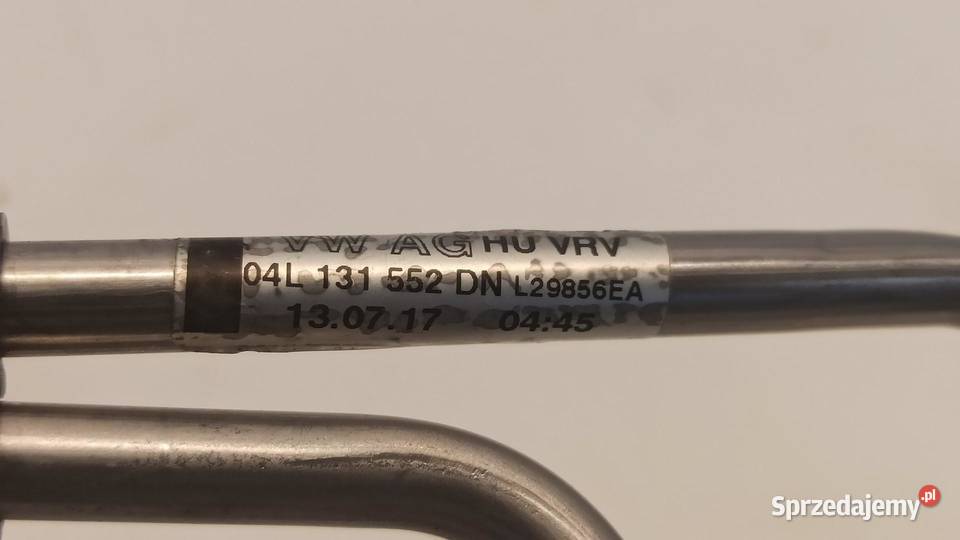 VW AG HU VRV
04L 131 552 DN L29856EA
13.07.17 04:45
Sprzedajemy.pl